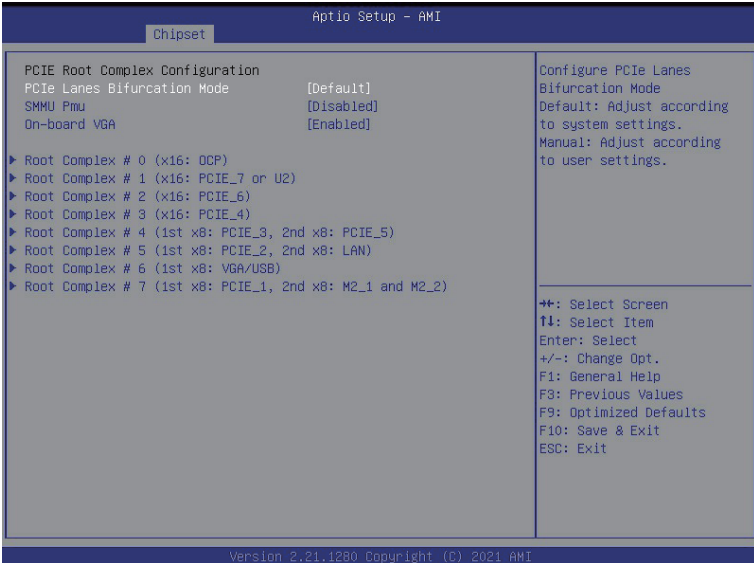 Aptio Setup – AMI
Chipset
PCIE Root Complex Configuration
PCIe Lanes Bifurcation Mode [Default]
SMMU Pmu [Disabled]
On-board VGA [Enabled]
Root Complex # 0 (x16: OCP)
Root Complex # 1 (x16: PCIE_7 or U2)
Root Complex # 2 (x16: PCIE_6)
Root Complex # 3 (x16: PCIE_4)
Root Complex # 4 (1st x8: PCIE_3, 2nd x8: PCIE_5)
Root Complex # 5 (1st x8: PCIE_2, 2nd x8: LAN)
Root Complex # 6 (1st x8: VGA/USB)
Root Complex # 7 (1st x8: PCIE_1, 2nd x8: M2_1 and M2_2)
Configure PCIe Lanes
Bifurcation Mode
Default: Adjust according
to system settings.
Manual: Adjust according
to user settings.
→←: Select Screen
↑↓: Select Item
Enter: Select
+/-: Change Opt.
F1: General Help
F3: Previous Values
F9: Optimized Defaults
F10: Save & Exit
ESC: Exit
Version 2.21.1280 Copyright (C) 2021 AMI